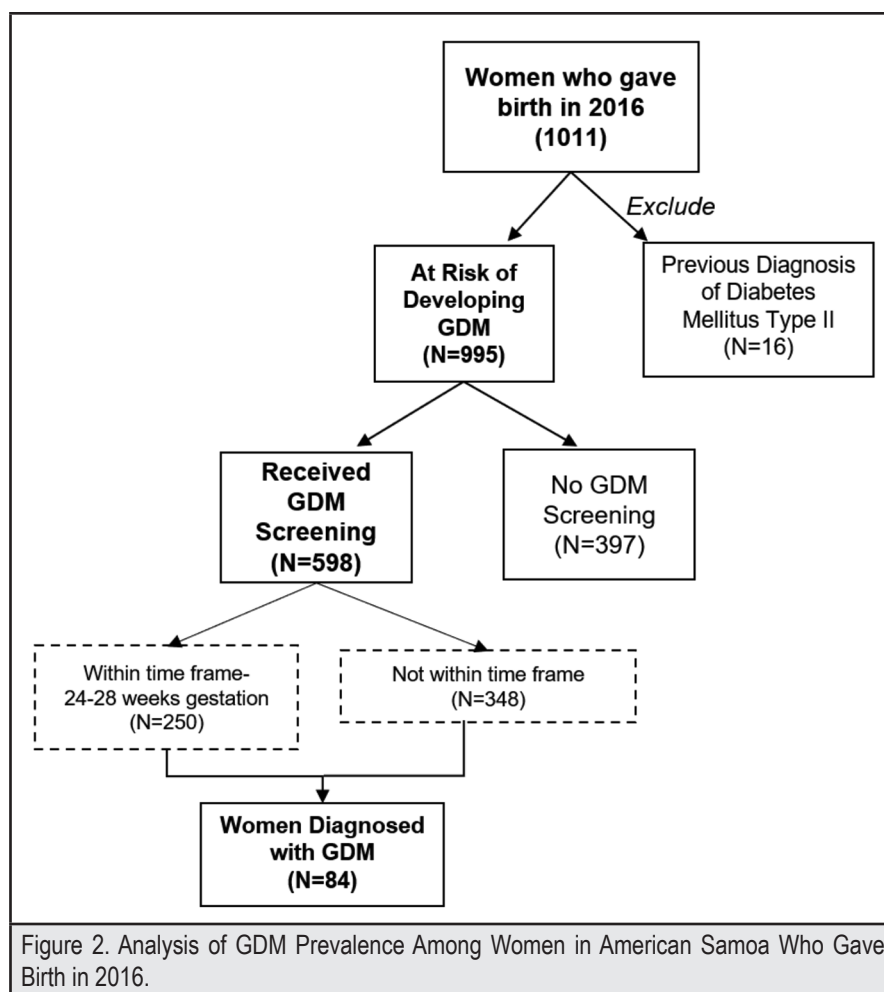 Women who gave
birth in 2016
(1011)
Exclude
At Risk of
Developing
GDM
(N=995)
Previous Diagnosis
of Diabetes
Mellitus Type II
(N=16)
Received
GDM
Screening
(N=598)
No GDM
Screening
(N=397)
Within time frame-
24-28 weeks gestation
(N=250)
Not within time frame
(N=348)
Women Diagnosed
with GDM
(N=84)
Figure 2. Analysis of GDM Prevalence Among Women in American Samoa Who Gave
Birth in 2016.